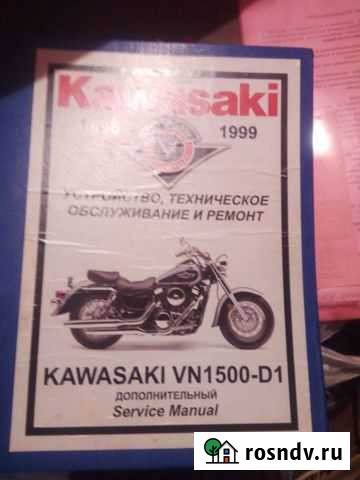 Kawasaki
1999
УСТРОЙСТВО, ТЕХНИЧЕСКОЕ
ОБСЛУЖИВАНИЕ И РЕМОНТ
KAWASAKI VN1500-D1
ДОПОЛНИТЕЛЬНЫЙ
Service Manual
rosndv.ru